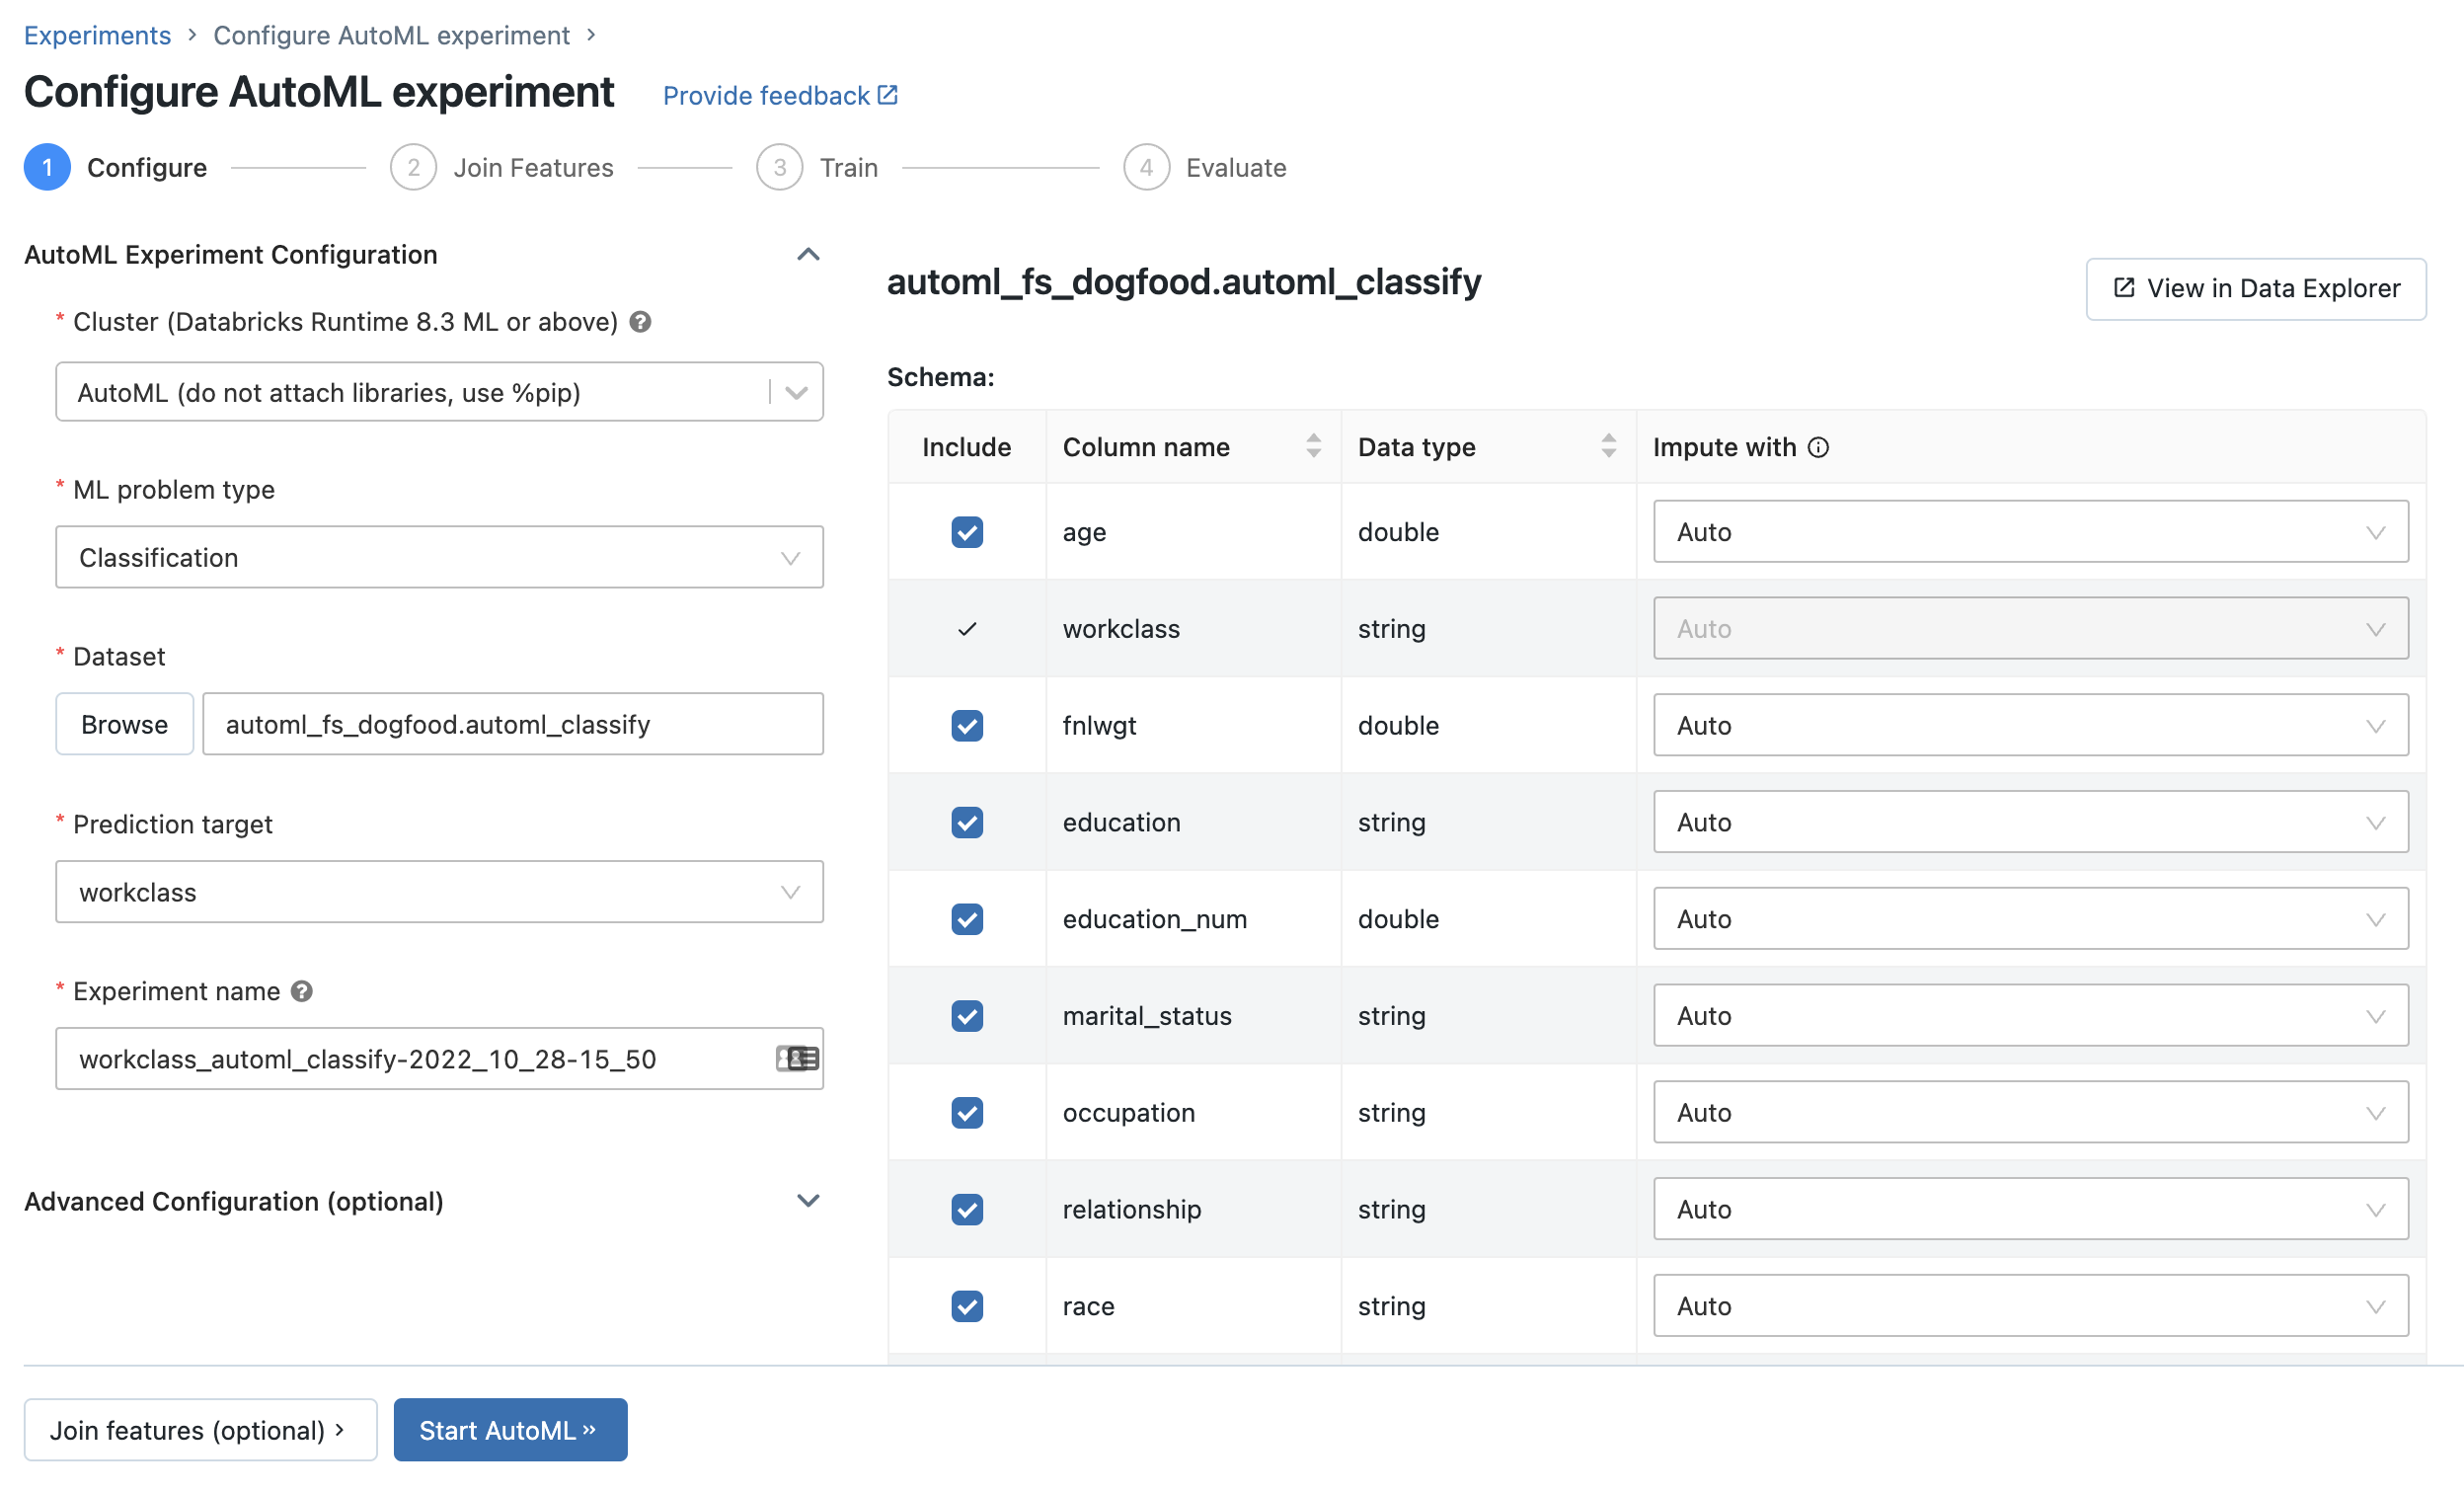 Experiments > Configure AutoML experiment >
Configure AutoML experiment Provide feedback
1 Configure 2 Join Features 3 Train 4 Evaluate
AutoML Experiment Configuration
* Cluster (Databricks Runtime 8.3 ML or above) ?
AutoML (do not attach libraries, use %pip)
* ML problem type
Classification
* Dataset
Browse automl_fs_dogfood.automl_classify
* Prediction target
workclass
* Experiment name ?
workclass_automl_classify-2022_10_28-15_50
Advanced Configuration (optional)
automl_fs_dogfood.automl_classify View in Data Explorer
Schema:
Include Column name Data type Impute with
age double Auto
workclass string Auto
fnlwgt double Auto
education string Auto
education_num double Auto
marital_status string Auto
occupation string Auto
relationship string Auto
race string Auto
Join features (optional) > Start AutoML »